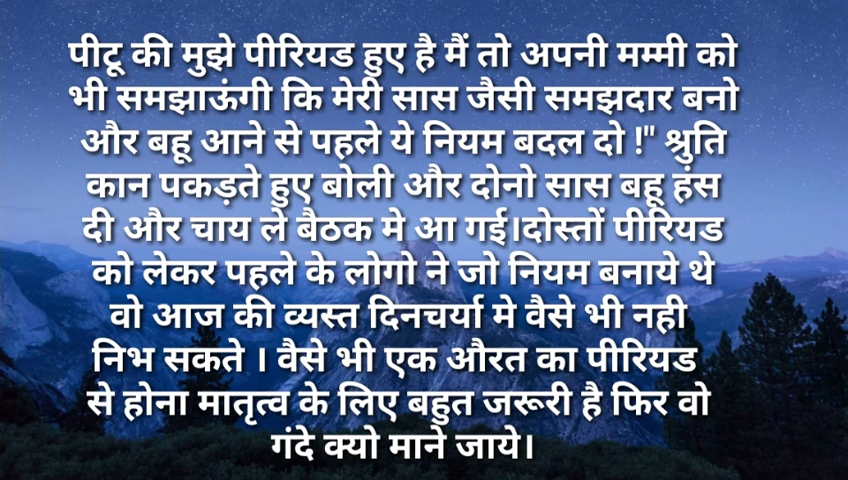 पीटू की मुझे पीरियड हुए है मैं तो अपनी मम्मी को
भी समझाऊंगी कि मेरी सास जैसी समझदार बनो
और बहू आने से पहले ये नियम बदल दो !" श्रुति
कान पकड़ते हुए बोली और दोनो सास बहू हंस
दी और चाय ले बैठक मे आ गई।दोस्तों पीरियड
को लेकर पहले के लोगो ने जो नियम बनाये थे
वो आज की व्यस्त दिनचर्या मे वैसे भी नही
निभ सकते । वैसे भी एक औरत का पीरियड
से होना मातृत्व के लिए बहुत जरूरी है फिर वो
गंदे क्यो माने जाये।